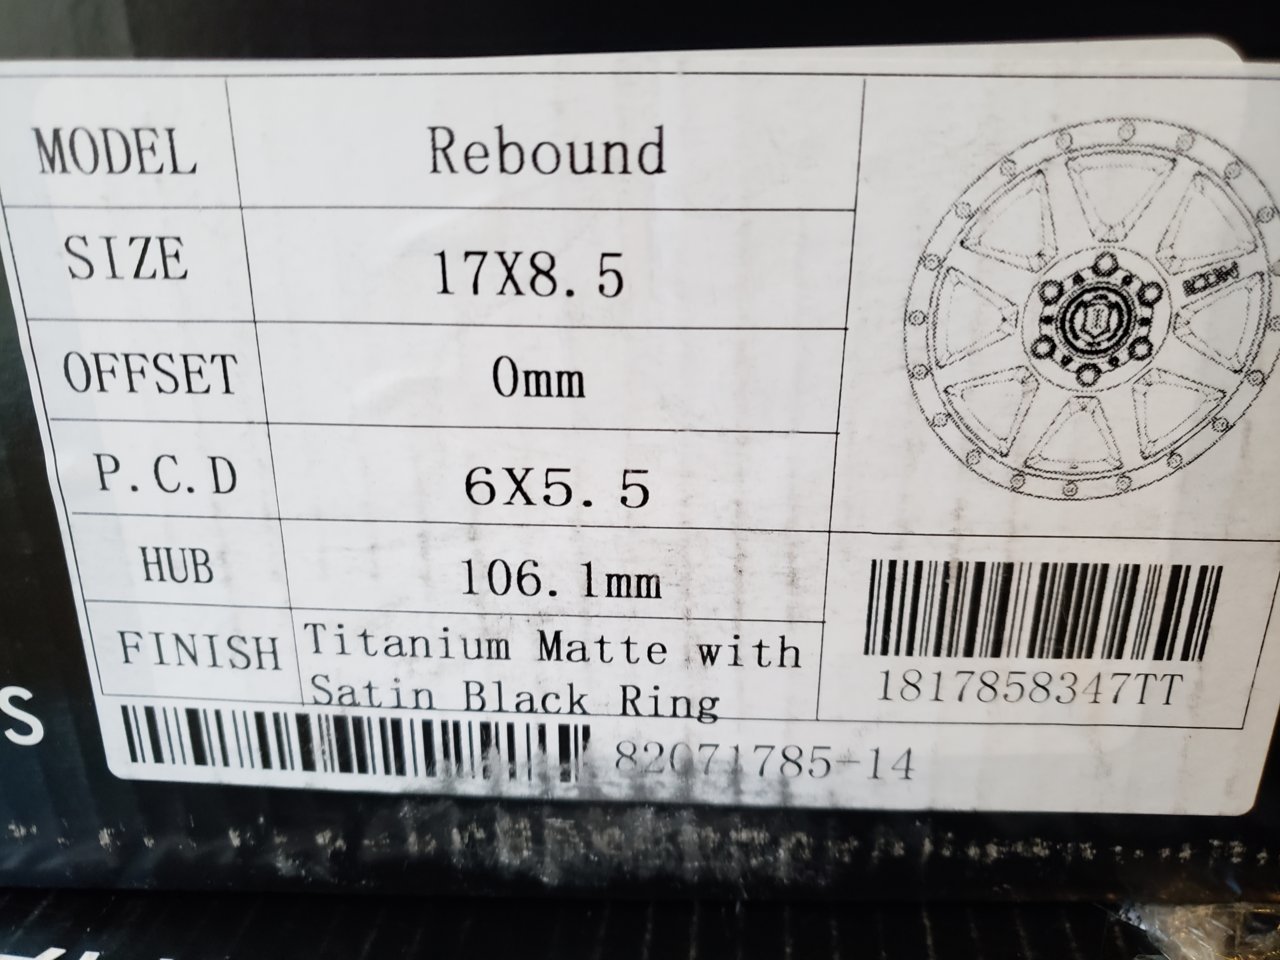 MODEL Rebound
SIZE 17X8.5
OFFSET 0mm
P.C.D 6X5.5
HUB 106.1mm
FINISH Titanium Matte with
Satin Black Ring
1817858347TT
82071785-14
S